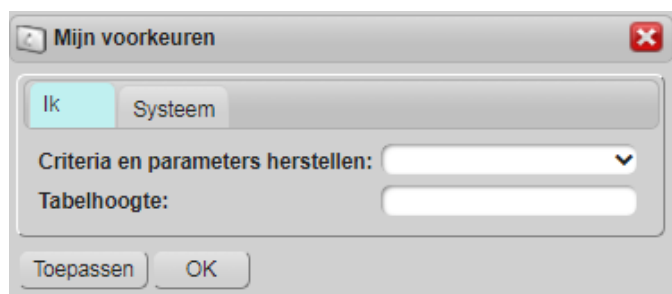 Mijn voorkeuren
Ik Systeem
Criteria en parameters herstellen:
Tabelhoogte:
Toepassen OK